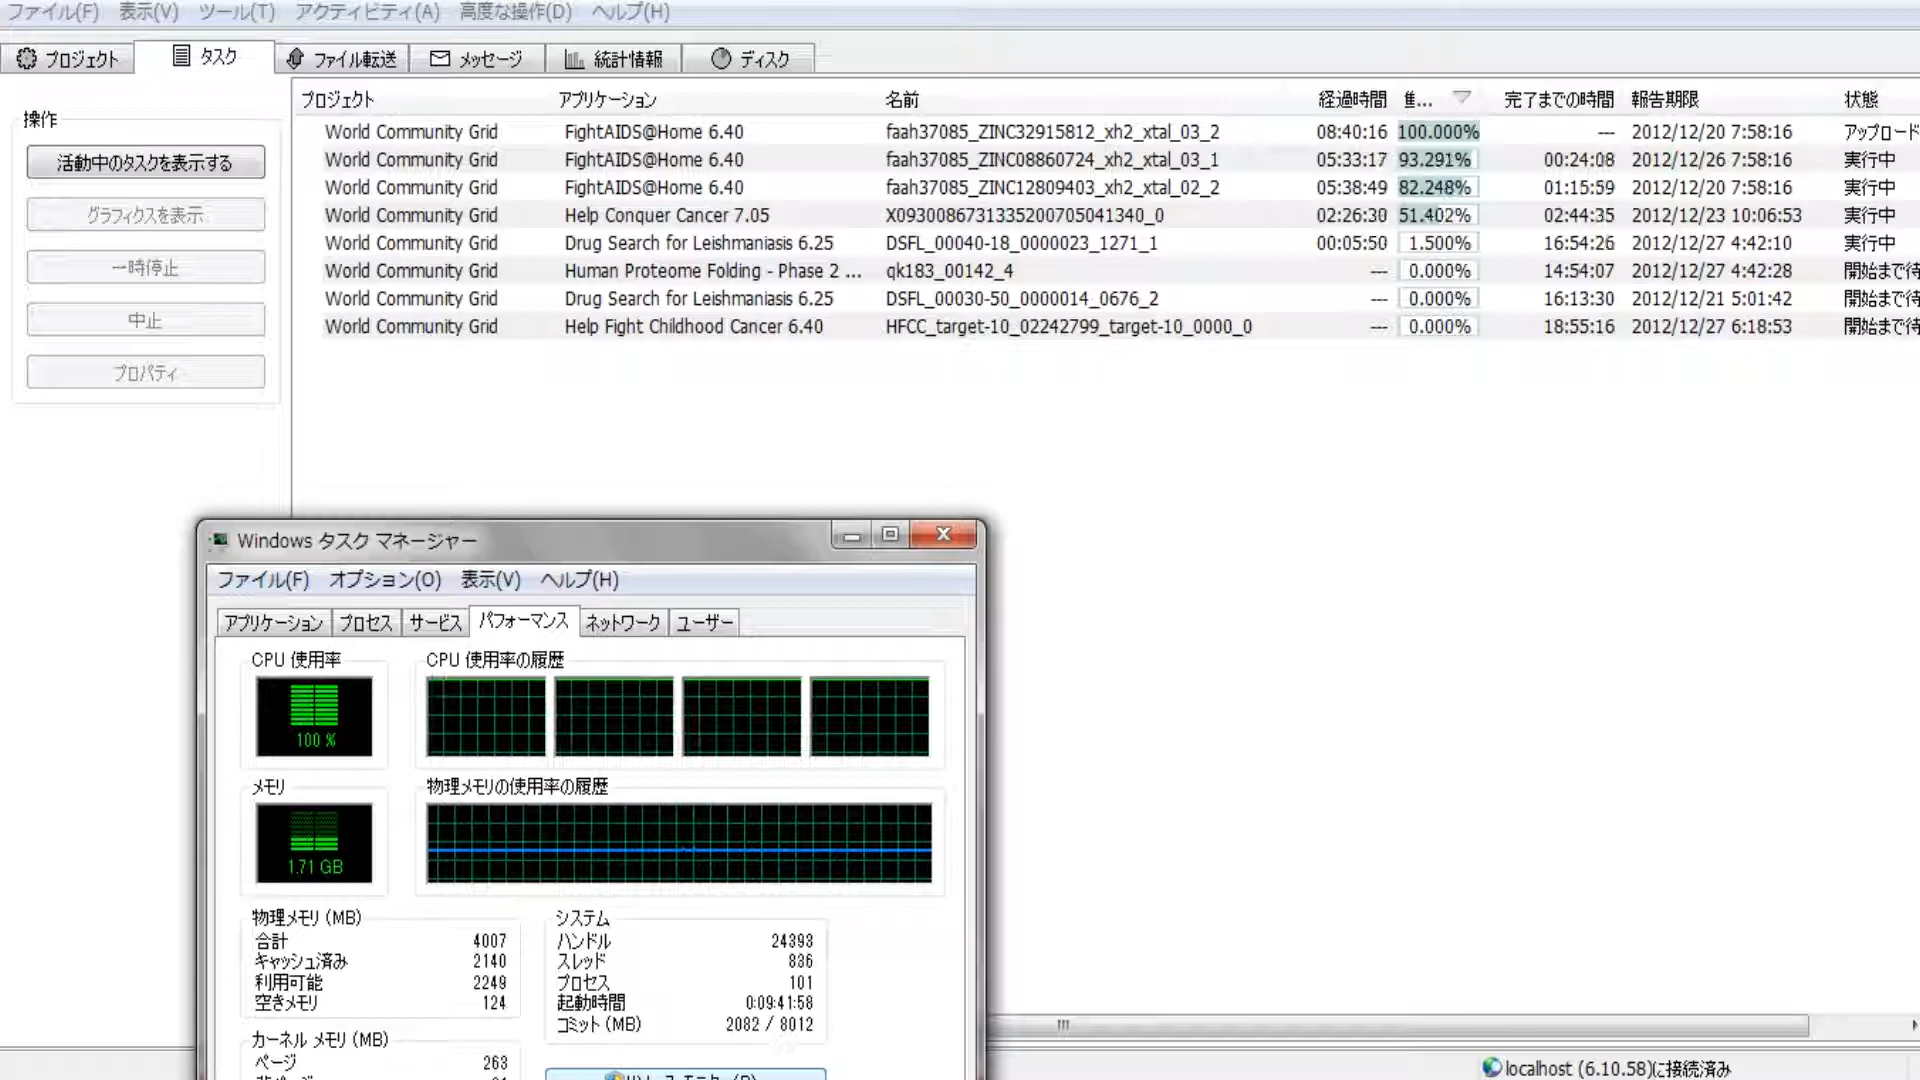 ファイル(F) 表示(V) ツール(T) アクティビティ(A) 高度な操作(D) ヘルプ(H)
プロジェクト タスク ファイル転送 メッセージ 統計情報 ディスク
操作
活動中のタスクを表示する
グラフィクスを表示
一時停止
中止
プロパティ
プロジェクト アプリケーション 名前 経過時間 進... 完了までの時間 報告期限 状態
World Community Grid FightAIDS@Home 6.40 faah37085_ZINC32915812_xh2_xtal_03_2 08:40:16 100.000% --- 2012/12/20 7:58:16 アップロード
World Community Grid FightAIDS@Home 6.40 faah37085_ZINC08860724_xh2_xtal_03_1 05:33:17 93.291% 00:24:08 2012/12/26 7:58:16 実行中
World Community Grid FightAIDS@Home 6.40 faah37085_ZINC12809403_xh2_xtal_02_2 05:38:49 82.248% 01:15:59 2012/12/20 7:58:16 実行中
World Community Grid Help Conquer Cancer 7.05 X0930086731335200705041340_0 02:26:30 51.402% 02:44:35 2012/12/23 10:06:53 実行中
World Community Grid Drug Search for Leishmaniasis 6.25 DSFL_00040-18_0000023_1271_1 00:05:50 1.500% 16:54:26 2012/12/27 4:42:10 実行中
World Community Grid Human Proteome Folding - Phase 2 ... qk183_00142_4 --- 0.000% 14:54:07 2012/12/27 4:42:28 開始まで待
World Community Grid Drug Search for Leishmaniasis 6.25 DSFL_00030-50_0000014_0676_2 --- 0.000% 16:13:30 2012/12/21 5:01:42 開始まで待
World Community Grid Help Fight Childhood Cancer 6.40 HFCC_target-10_02242799_target-10_0000_0 --- 0.000% 18:55:16 2012/12/27 6:18:53 開始まで待
Windows タスク マネージャー
ファイル(F) オプション(O) 表示(V) ヘルプ(H)
アプリケーション プロセス サービス パフォーマンス ネットワーク ユーザー
CPU 使用率 CPU 使用率の履歴
100 %
メモリ 物理メモリの使用率の履歴
1.71 GB
物理メモリ (MB)
合計 4007
キャッシュ済み 2140
利用可能 2249
空きメモリ 124
システム
ハンドル 24393
スレッド 836
プロセス 101
起動時間 0:09:41:58
コミット (MB) 2082 / 8012
カーネル メモリ (MB)
ページ 263
localhost (6.10.58)に接続済み